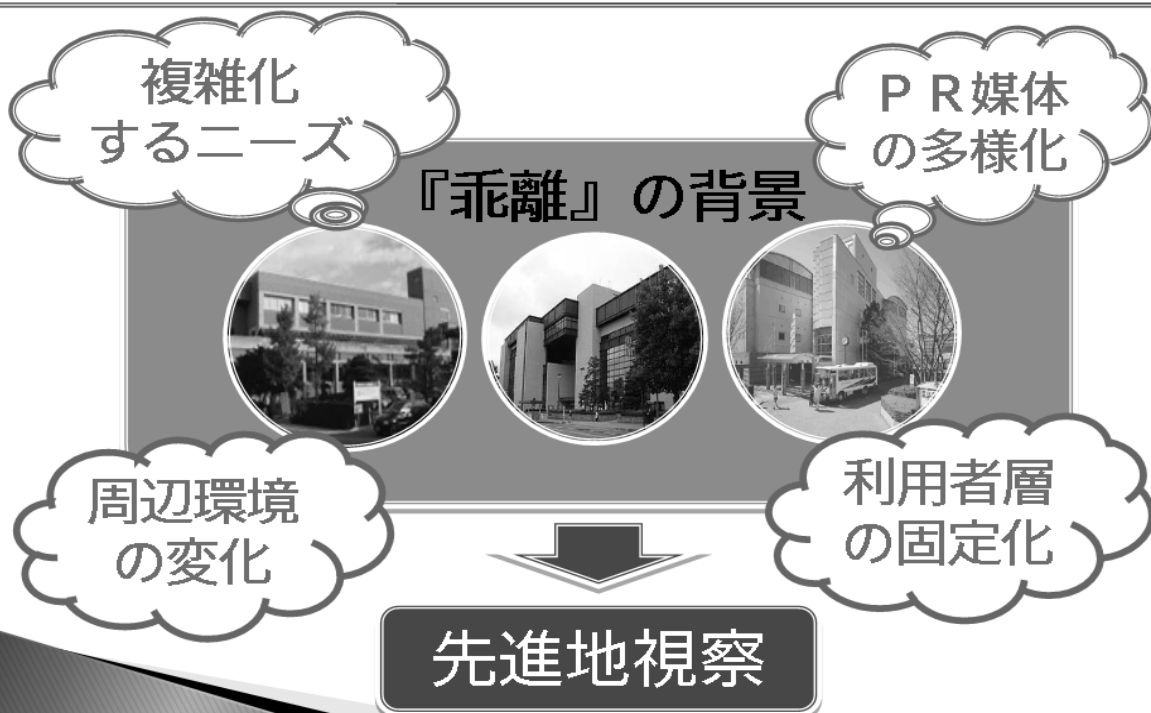 複雑化
するニーズ
ＰＲ媒体
の多様化
『乖離』の背景
周辺環境
の変化
利用者層
の固定化
先進地視察